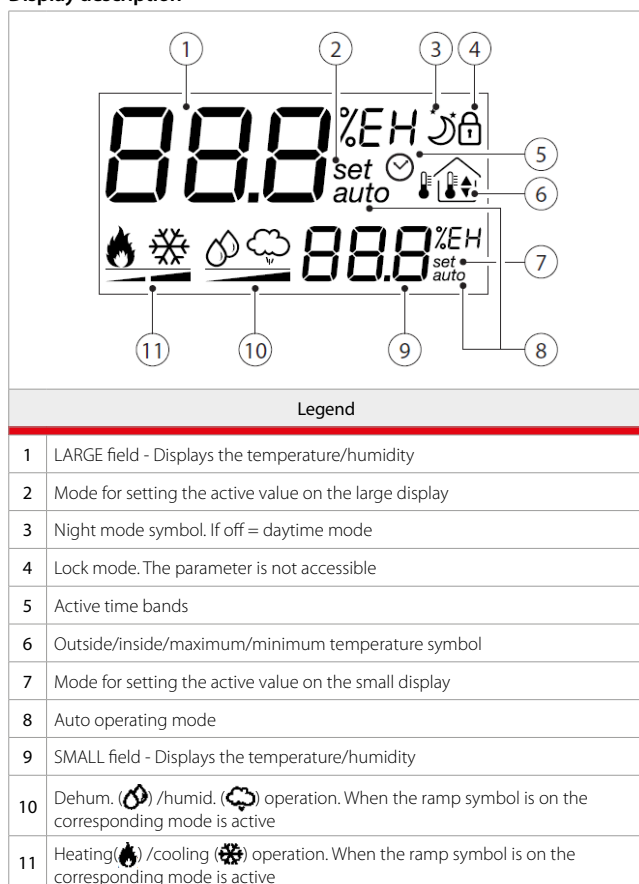 Display description
1 2 3 4
88.8 %EH
set
auto
5
6
88.8 %EH
set
auto
7
11 10 9 8
Legend
1 LARGE field - Displays the temperature/humidity
2 Mode for setting the active value on the large display
3 Night mode symbol. If off = daytime mode
4 Lock mode. The parameter is not accessible
5 Active time bands
6 Outside/inside/maximum/minimum temperature symbol
7 Mode for setting the active value on the small display
8 Auto operating mode
9 SMALL field - Displays the temperature/humidity
10 Dehum. () /humid. () operation. When the ramp symbol is on the
corresponding mode is active
11 Heating() /cooling () operation. When the ramp symbol is on the
corresponding mode is active